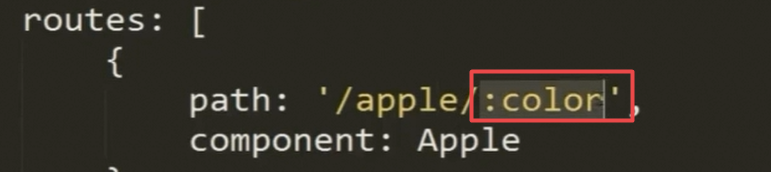 routes: [
{
path: '/apple/:color',
component: Apple
}